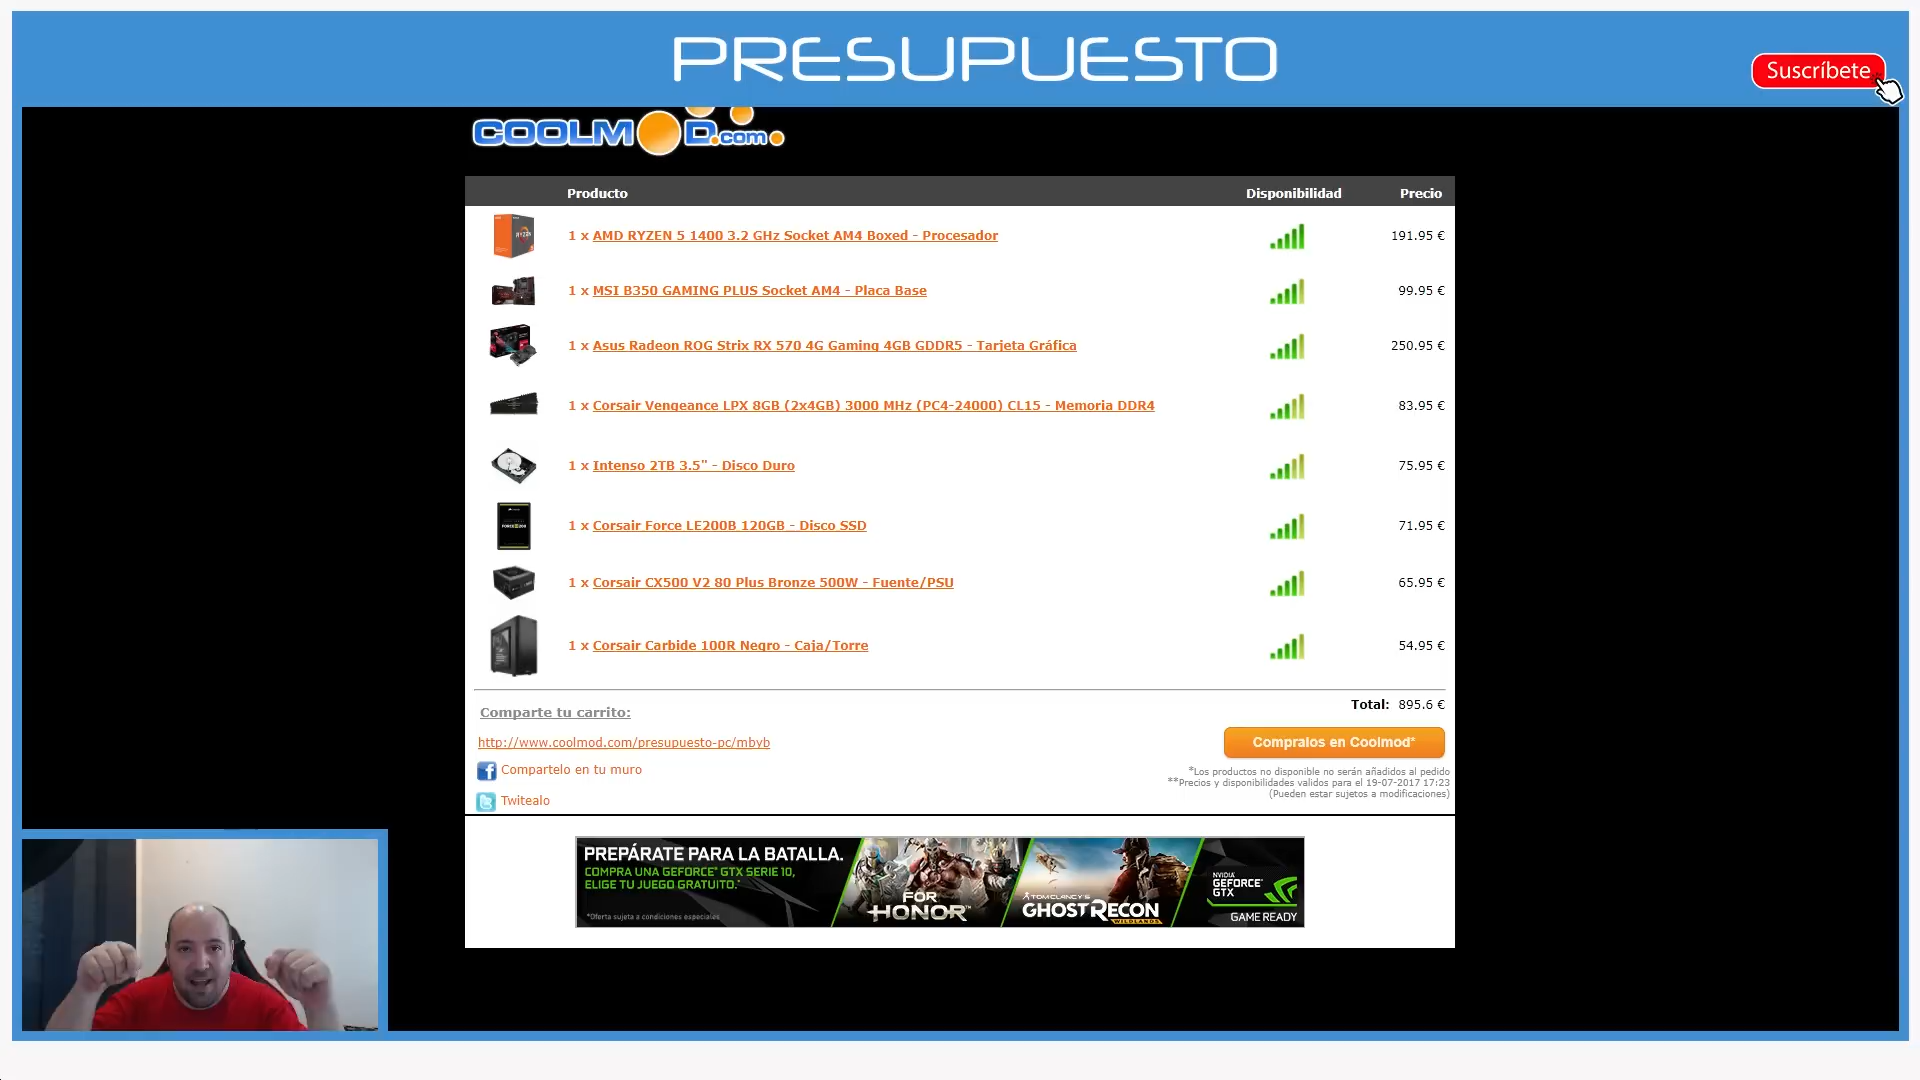 PRESUPUESTO
Suscríbete
COOLMOD.com
Producto Disponibilidad Precio
1 x AMD RYZEN 5 1400 3.2 GHz Socket AM4 Boxed - Procesador 191.95 €
1 x MSI B350 GAMING PLUS Socket AM4 - Placa Base 99.95 €
1 x Asus Radeon ROG Strix RX 570 4G Gaming 4GB GDDR5 - Tarjeta Gráfica 250.95 €
1 x Corsair Vengeance LPX 8GB (2x4GB) 3000 MHz (PC4-24000) CL15 - Memoria DDR4 83.95 €
1 x Intenso 2TB 3.5" - Disco Duro 75.95 €
1 x Corsair Force LE200B 120GB - Disco SSD 71.95 €
1 x Corsair CX500 V2 80 Plus Bronze 500W - Fuente/PSU 65.95 €
1 x Corsair Carbide 100R Negro - Caja/Torre 54.95 €
Total: 895.6 €
Comparte tu carrito:
http://www.coolmod.com/presupuesto-pc/mbyb
Compartelo en tu muro
Twitealo
Compralos en Coolmod*
*Los productos no disponible no serán añadidos al pedido
**Precios y disponibilidades validos para el 19-07-2017 17:23
(Pueden estar sujetos a modificaciones)
PREPÁRATE PARA LA BATALLA.
COMPRA UNA GEFORCE® GTX SERIE 10,
ELIGE TU JUEGO GRATUITO.*
*Oferta sujeta a condiciones especiales
FOR
HONOR™
TOM CLANCY'S
GHOST RECON
WILDLANDS
NVIDIA
GEFORCE®
GTX
GAME READY